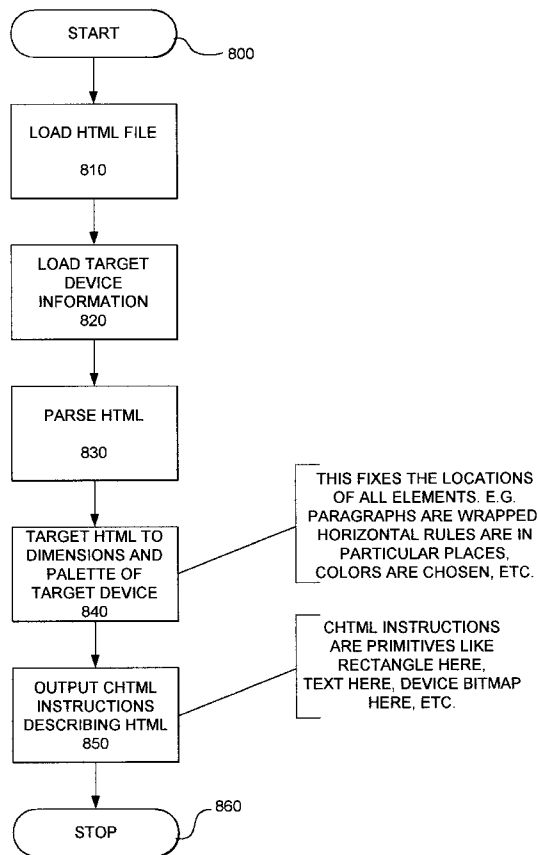 START
800
LOAD HTML FILE
810
LOAD TARGET
DEVICE
INFORMATION
820
PARSE HTML
830
TARGET HTML TO
DIMENSIONS AND
PALETTE OF
TARGET DEVICE
840
THIS FIXES THE LOCATIONS
OF ALL ELEMENTS. E.G.
PARAGRAPHS ARE WRAPPED
HORIZONTAL RULES ARE IN
PARTICULAR PLACES,
COLORS ARE CHOSEN, ETC.
OUTPUT CHTML
INSTRUCTIONS
DESCRIBING HTML
850
CHTML INSTRUCTIONS
ARE PRIMITIVES LIKE
RECTANGLE HERE,
TEXT HERE, DEVICE BITMAP
HERE, ETC.
STOP
860